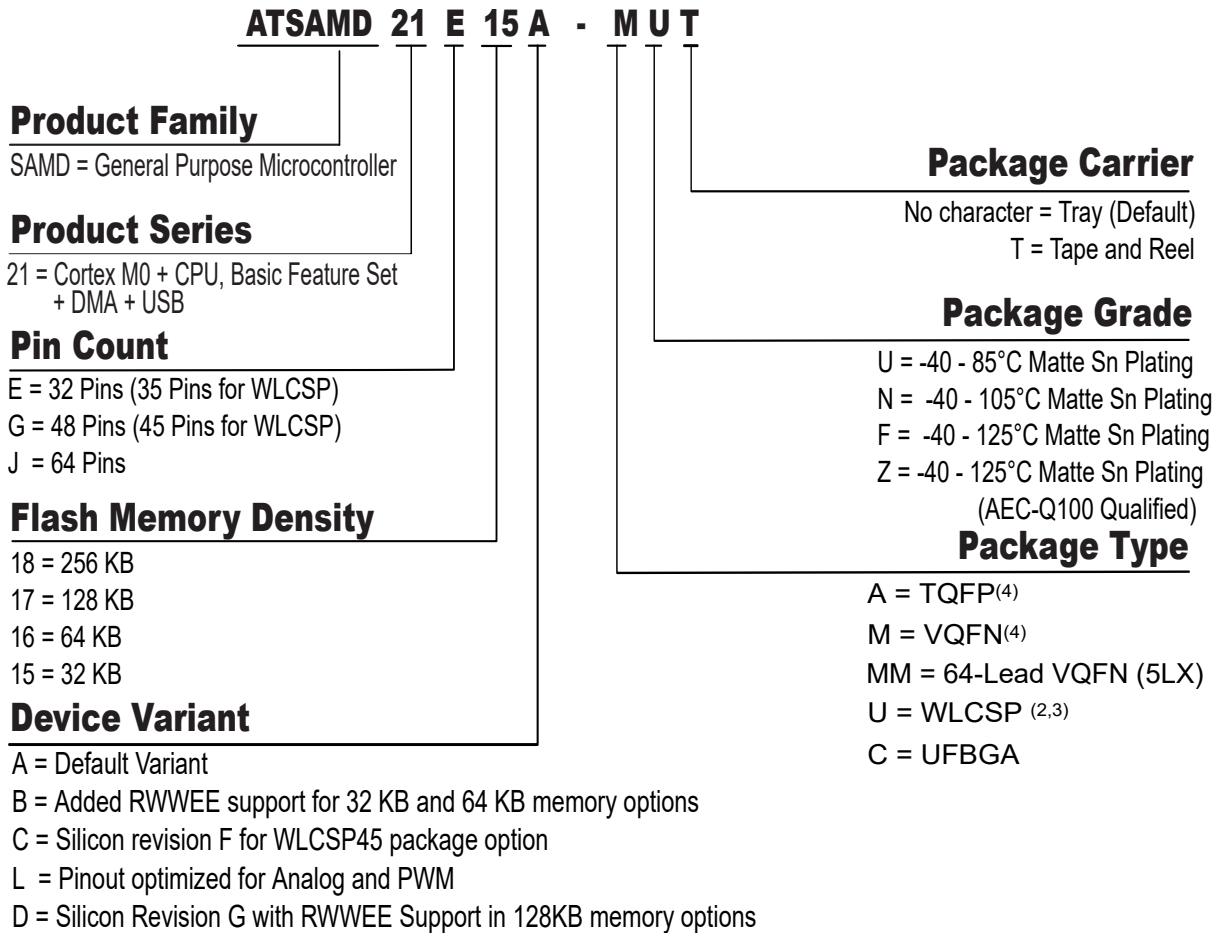 ATSAMD 21 E 15 A - M U T
Product Family
SAMD = General Purpose Microcontroller
Product Series
21 = Cortex M0 + CPU, Basic Feature Set
+ DMA + USB
Pin Count
E = 32 Pins (35 Pins for WLCSP)
G = 48 Pins (45 Pins for WLCSP)
J = 64 Pins
Flash Memory Density
18 = 256 KB
17 = 128 KB
16 = 64 KB
15 = 32 KB
Device Variant
A = Default Variant
B = Added RWWEE support for 32 KB and 64 KB memory options
C = Silicon revision F for WLCSP45 package option
L = Pinout optimized for Analog and PWM
D = Silicon Revision G with RWWEE Support in 128KB memory options
Package Carrier
No character = Tray (Default)
T = Tape and Reel
Package Grade
U = -40 - 85°C Matte Sn Plating
N = -40 - 105°C Matte Sn Plating
F = -40 - 125°C Matte Sn Plating
Z = -40 - 125°C Matte Sn Plating
(AEC-Q100 Qualified)
Package Type
A = TQFP(4)
M = VQFN(4)
MM = 64-Lead VQFN (5LX)
U = WLCSP (2,3)
C = UFBGA